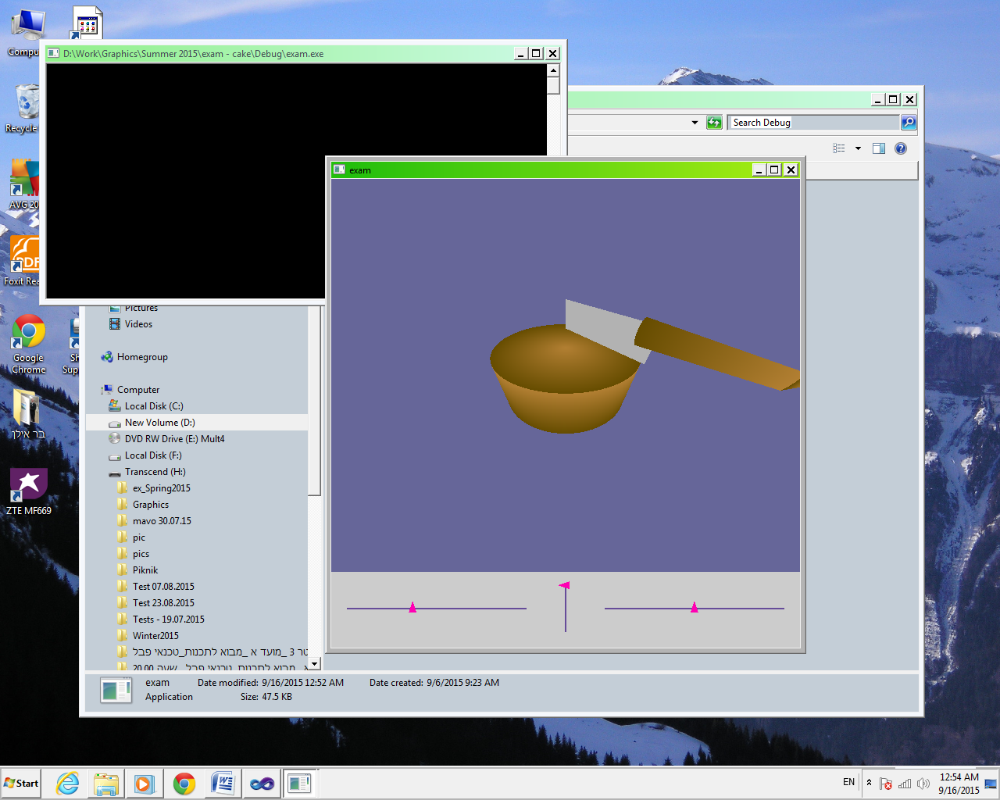 Compu
Recycle
AVG 20
PDF
Foxit Rea
Google
Chrome
Sh
Sup
בר אילן
ZTE MF669
D:\Work\Graphics\Summer 2015\exam - cake\Debug\exam.exe
Search Debug
exam
Pictures
Videos
Homegroup
Computer
Local Disk (C:)
New Volume (D:)
DVD RW Drive (E:) Mult4
Local Disk (F:)
Transcend (H:)
ex_Spring2015
Graphics
mavo 30.07.15
pic
pics
Piknik
Test 07.08.2015
Test 23.08.2015
Tests - 19.07.2015
Winter2015
טר 3 _מועד א _מבוא לתכנות_טכנאי פבל
א_ מבוא לתכנות_טכנאי פבל_ שעה 20.00
exam
Date modified: 9/16/2015 12:52 AM
Date created: 9/6/2015 9:23 AM
Application
Size: 47.5 KB
Start
EN
12:54 AM
9/16/2015